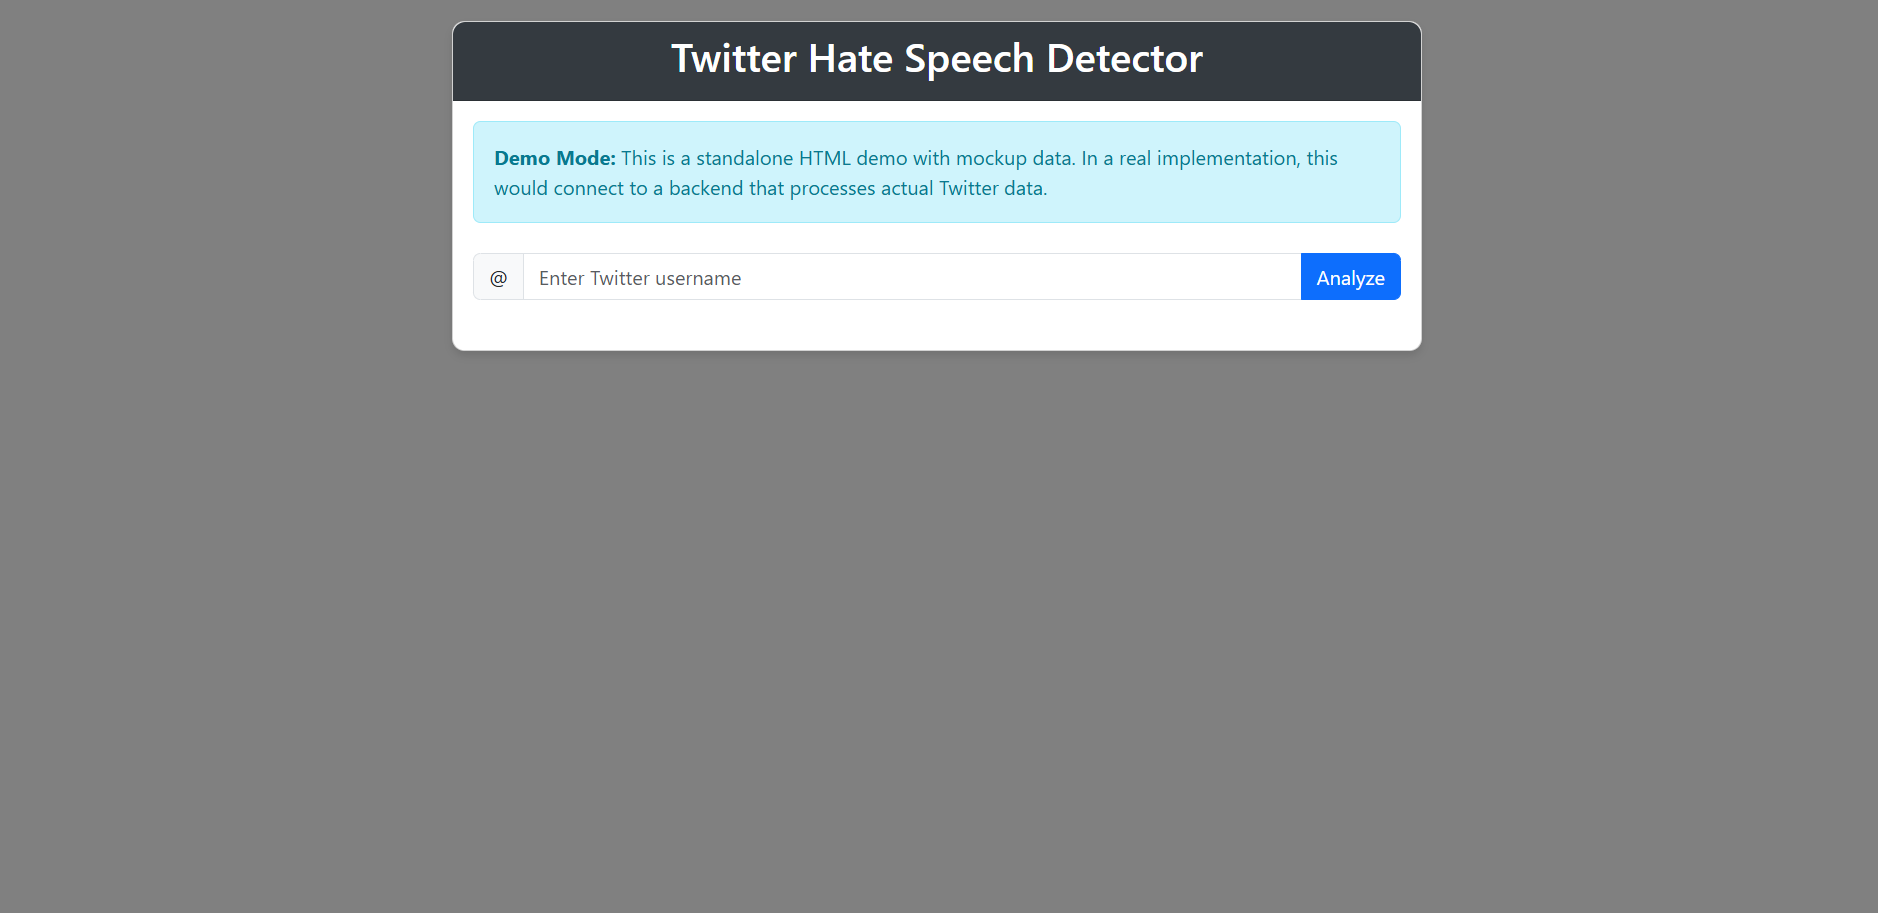 Twitter Hate Speech Detector
Demo Mode: This is a standalone HTML demo with mockup data. In a real implementation, this
would connect to a backend that processes actual Twitter data.
@ Enter Twitter username Analyze